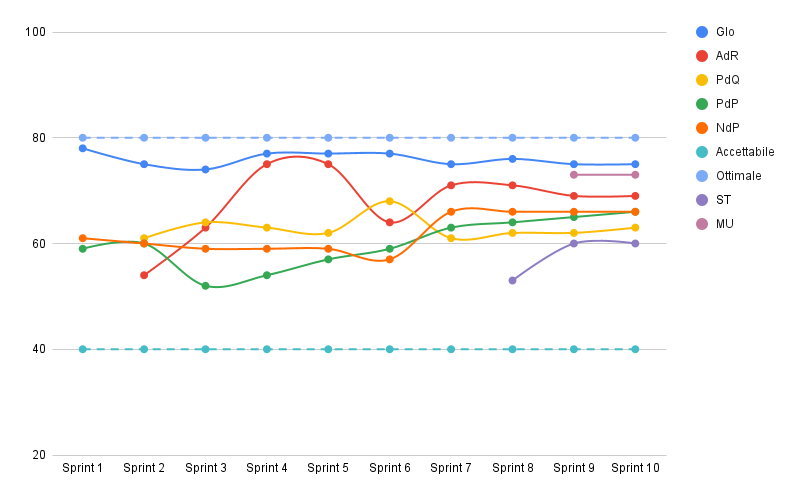 100
80
60
40
20
Sprint 1 Sprint 2 Sprint 3 Sprint 4 Sprint 5 Sprint 6 Sprint 7 Sprint 8 Sprint 9 Sprint 10
Glo
AdR
PdQ
PdP
NdP
Accettabile
Ottimale
ST
MU